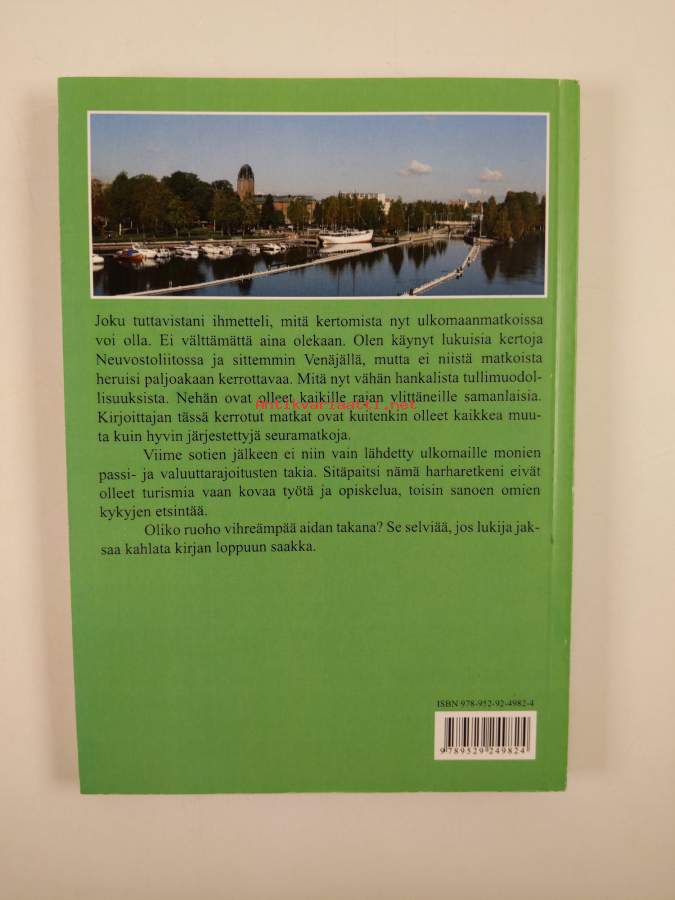 Joku tuttavistani ihmetteli, mitä kertomista nyt ulkomaanmatkoissa
voi olla. Ei välttämättä aina olekaan. Olen käynyt lukuisia kertoja
Neuvostoliitossa ja sittemmin Venäjällä, mutta ei niistä matkoista
heruisi paljoakaan kerrottavaa. Mitä nyt vähän hankalista tullimuodol-
lisuuksista. Nehän ovat olleet kaikille rajan ylittäneille samanlaisia.
Antikvariaatti.net
Kirjoittajan tässä kerrotut matkat ovat kuitenkin olleet kaikkea muu-
ta kuin hyvin järjestettyjä seuramatkoja.
Viime sotien jälkeen ei niin vain lähdetty ulkomaille monien
passi- ja valuuttarajoitusten takia. Sitäpaitsi nämä harharetkeni eivät
olleet turismia vaan kovaa työtä ja opiskelua, toisin sanoen omien
kykyjen etsintää.
Oliko ruoho vihreämpää aidan takana? Se selviää, jos lukija jak-
saa kahlata kirjan loppuun saakka.
ISBN 978-952-92-4982-4
9 789529 249824